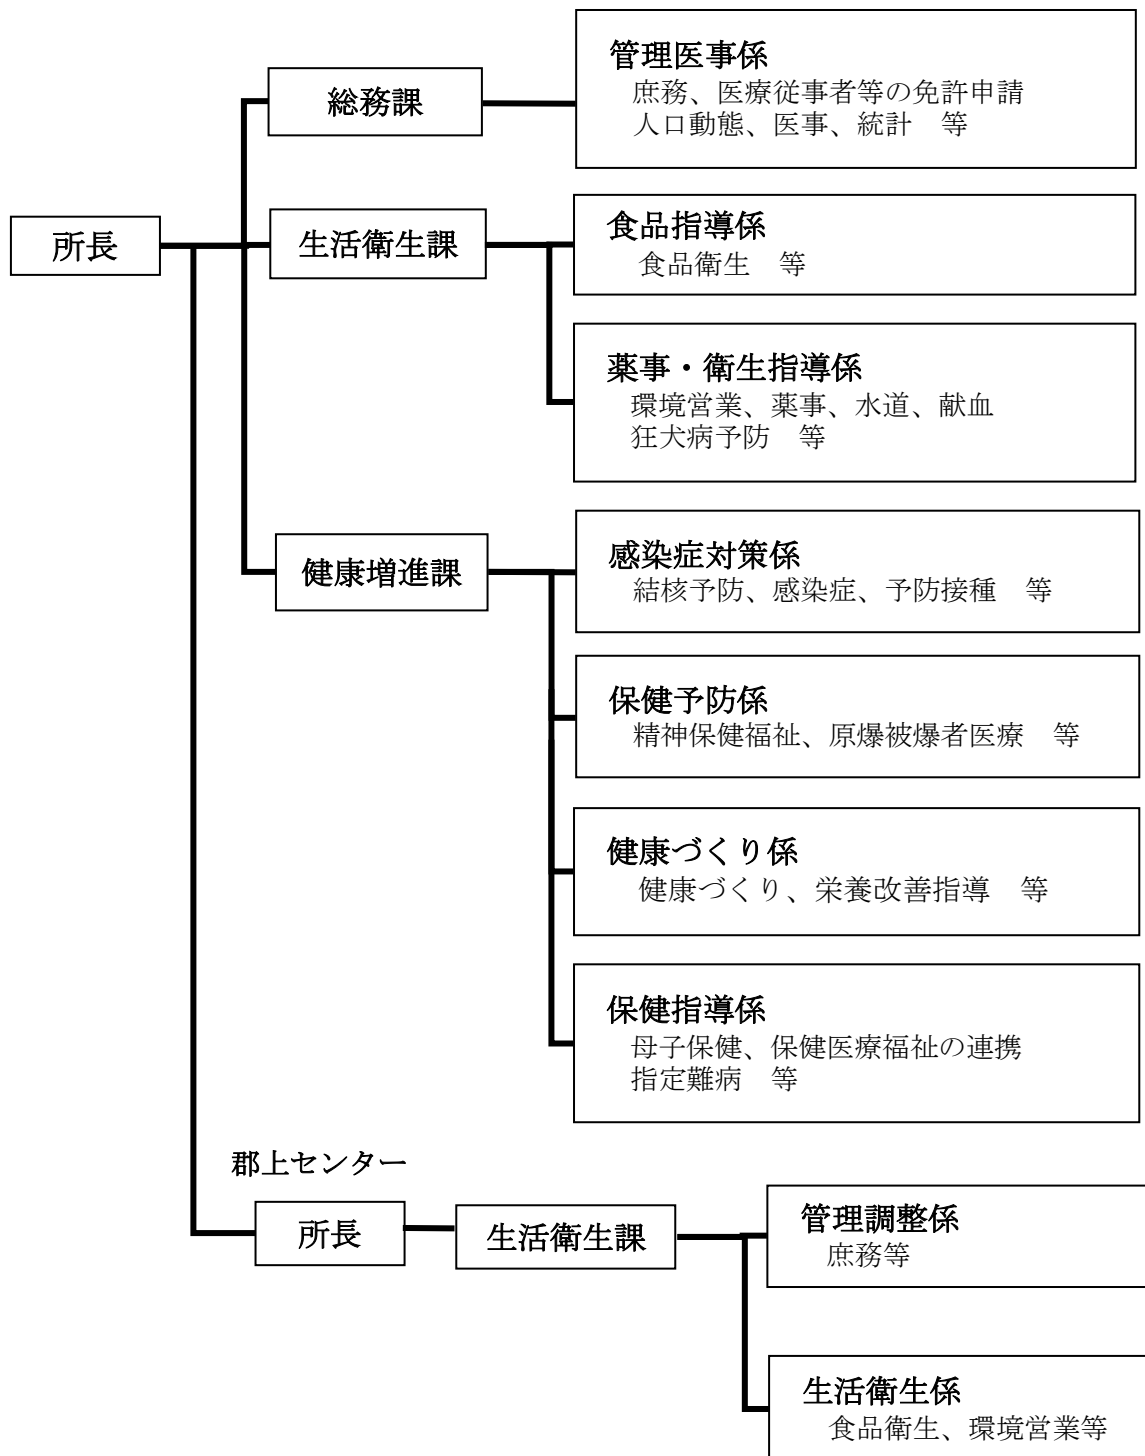 所長
総務課
管理医事係
庶務、医療従事者等の免許申請
人口動態、医事、統計　等
生活衛生課
食品指導係
食品衛生　等
薬事・衛生指導係
環境営業、薬事、水道、献血
狂犬病予防　等
健康増進課
感染症対策係
結核予防、感染症、予防接種　等
保健予防係
精神保健福祉、原爆被爆者医療　等
健康づくり係
健康づくり、栄養改善指導　等
保健指導係
母子保健、保健医療福祉の連携
指定難病　等
郡上センター
所長
生活衛生課
管理調整係
庶務等
生活衛生係
食品衛生、環境営業等